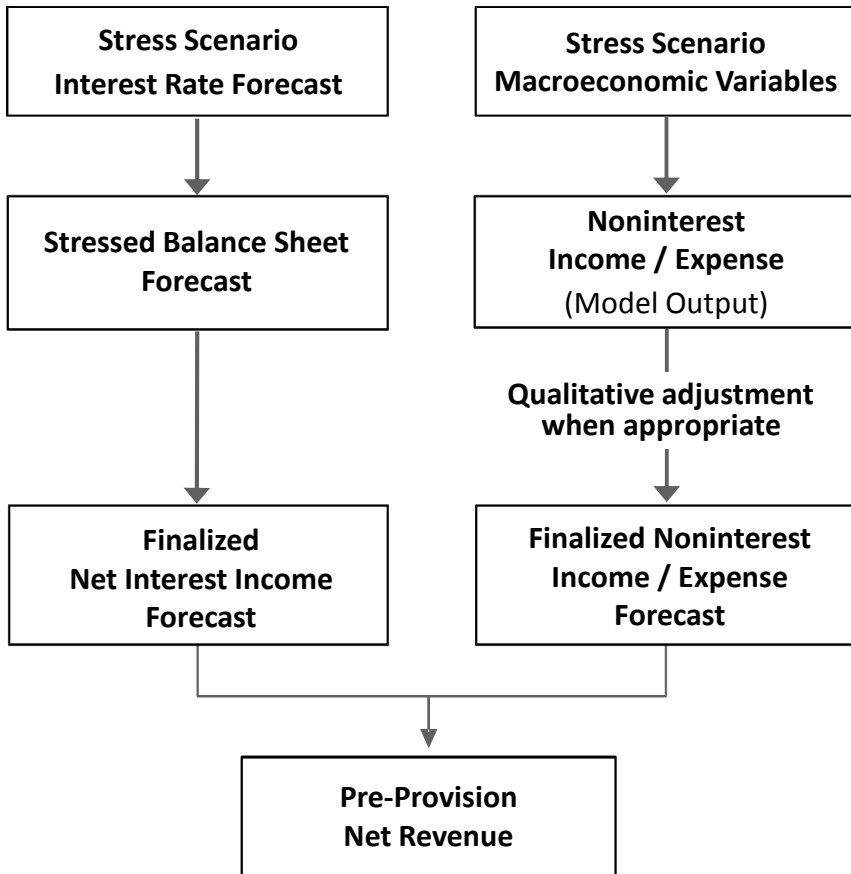 Stress Scenario
Interest Rate Forecast
Stress Scenario
Macroeconomic Variables
Stressed Balance Sheet
Forecast
Noninterest
Income / Expense
(Model Output)
Qualitative adjustment
when appropriate
Finalized
Net Interest Income
Forecast
Finalized Noninterest
Income / Expense
Forecast
Pre-Provision
Net Revenue